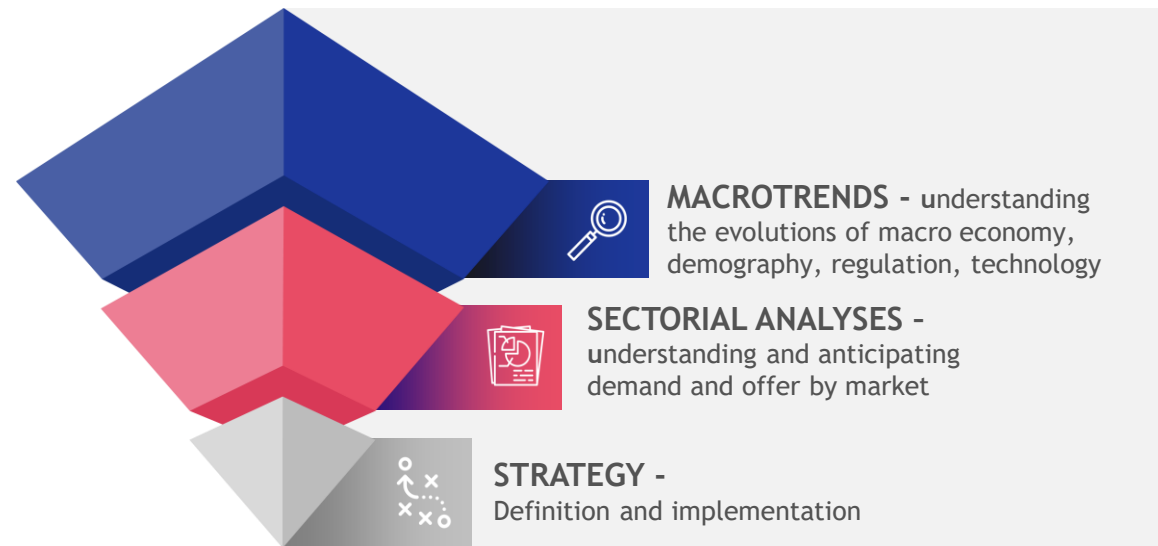 MACROTRENDS - understanding
the evolutions of macro economy,
demography, regulation, technology
SECTORIAL ANALYSES –
understanding and anticipating
demand and offer by market
STRATEGY -
Definition and implementation